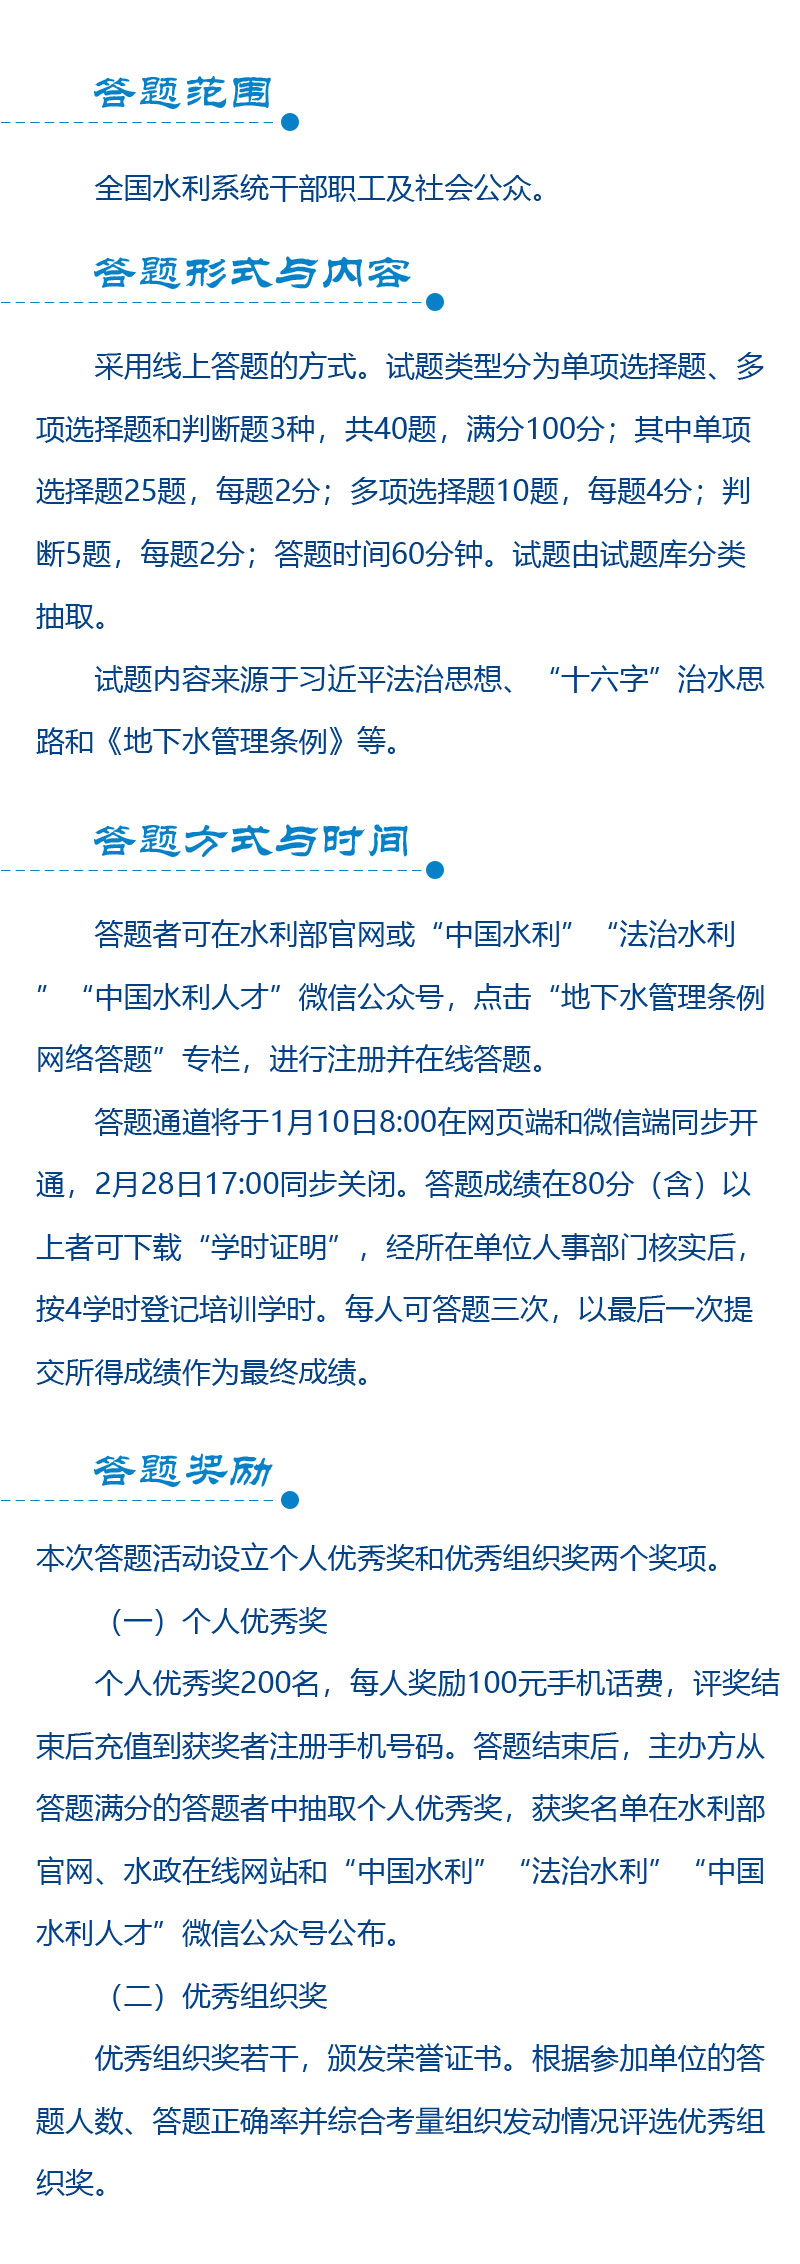 答题范围
全国水利系统干部职工及社会公众。
答题形式与内容
采用线上答题的方式。试题类型分为单项选择题、多
项选择题和判断题3种，共40题，满分100分；其中单项
选择题25题，每题2分；多项选择题10题，每题4分；判
断5题，每题2分；答题时间60分钟。试题由试题库分类
抽取。
试题内容来源于习近平法治思想、“十六字”治水思
路和《地下水管理条例》等。
答题方式与时间
答题者可在水利部官网或“中国水利”“法治水利
”“中国水利人才”微信公众号，点击“地下水管理条例
网络答题”专栏，进行注册并在线答题。
答题通道将于1月10日8:00在网页端和微信端同步开
通，2月28日17:00同步关闭。答题成绩在80分（含）以
上者可下载“学时证明”，经所在单位人事部门核实后，
按4学时登记培训学时。每人可答题三次，以最后一次提
交所得成绩作为最终成绩。
答题奖励
本次答题活动设立个人优秀奖和优秀组织奖两个奖项。
（一）个人优秀奖
个人优秀奖200名，每人奖励100元手机话费，评奖结
束后充值到获奖者注册手机号码。答题结束后，主办方从
答题满分的答题者中抽取个人优秀奖，获奖名单在水利部
官网、水政在线网站和“中国水利”“法治水利”“中国
水利人才”微信公众号公布。
（二）优秀组织奖
优秀组织奖若干，颁发荣誉证书。根据参加单位的答
题人数、答题正确率并综合考量组织发动情况评选优秀组
织奖。